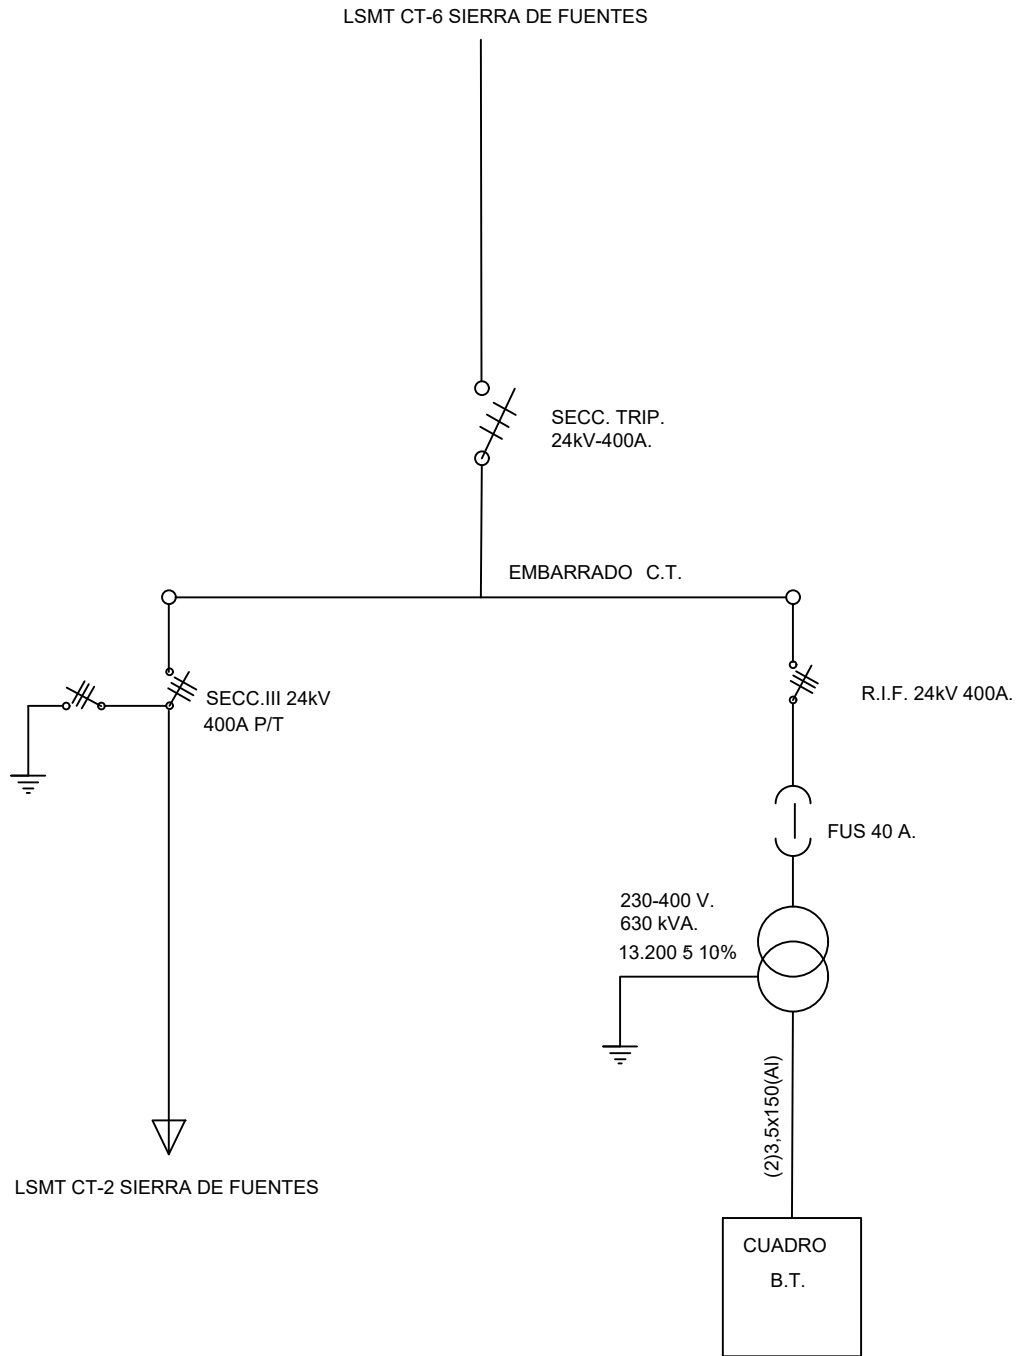 LSMT CT-6 SIERRA DE FUENTES
SECC. TRIP.
24kV-400A.
EMBARRADO C.T.
SECC.III 24kV
400A P/T
R.I.F. 24kV 400A.
FUS 40 A.
230-400 V.
630 kVA.
13.200 5 10%
(2)3,5x150(Al)
LSMT CT-2 SIERRA DE FUENTES
CUADRO
B.T.